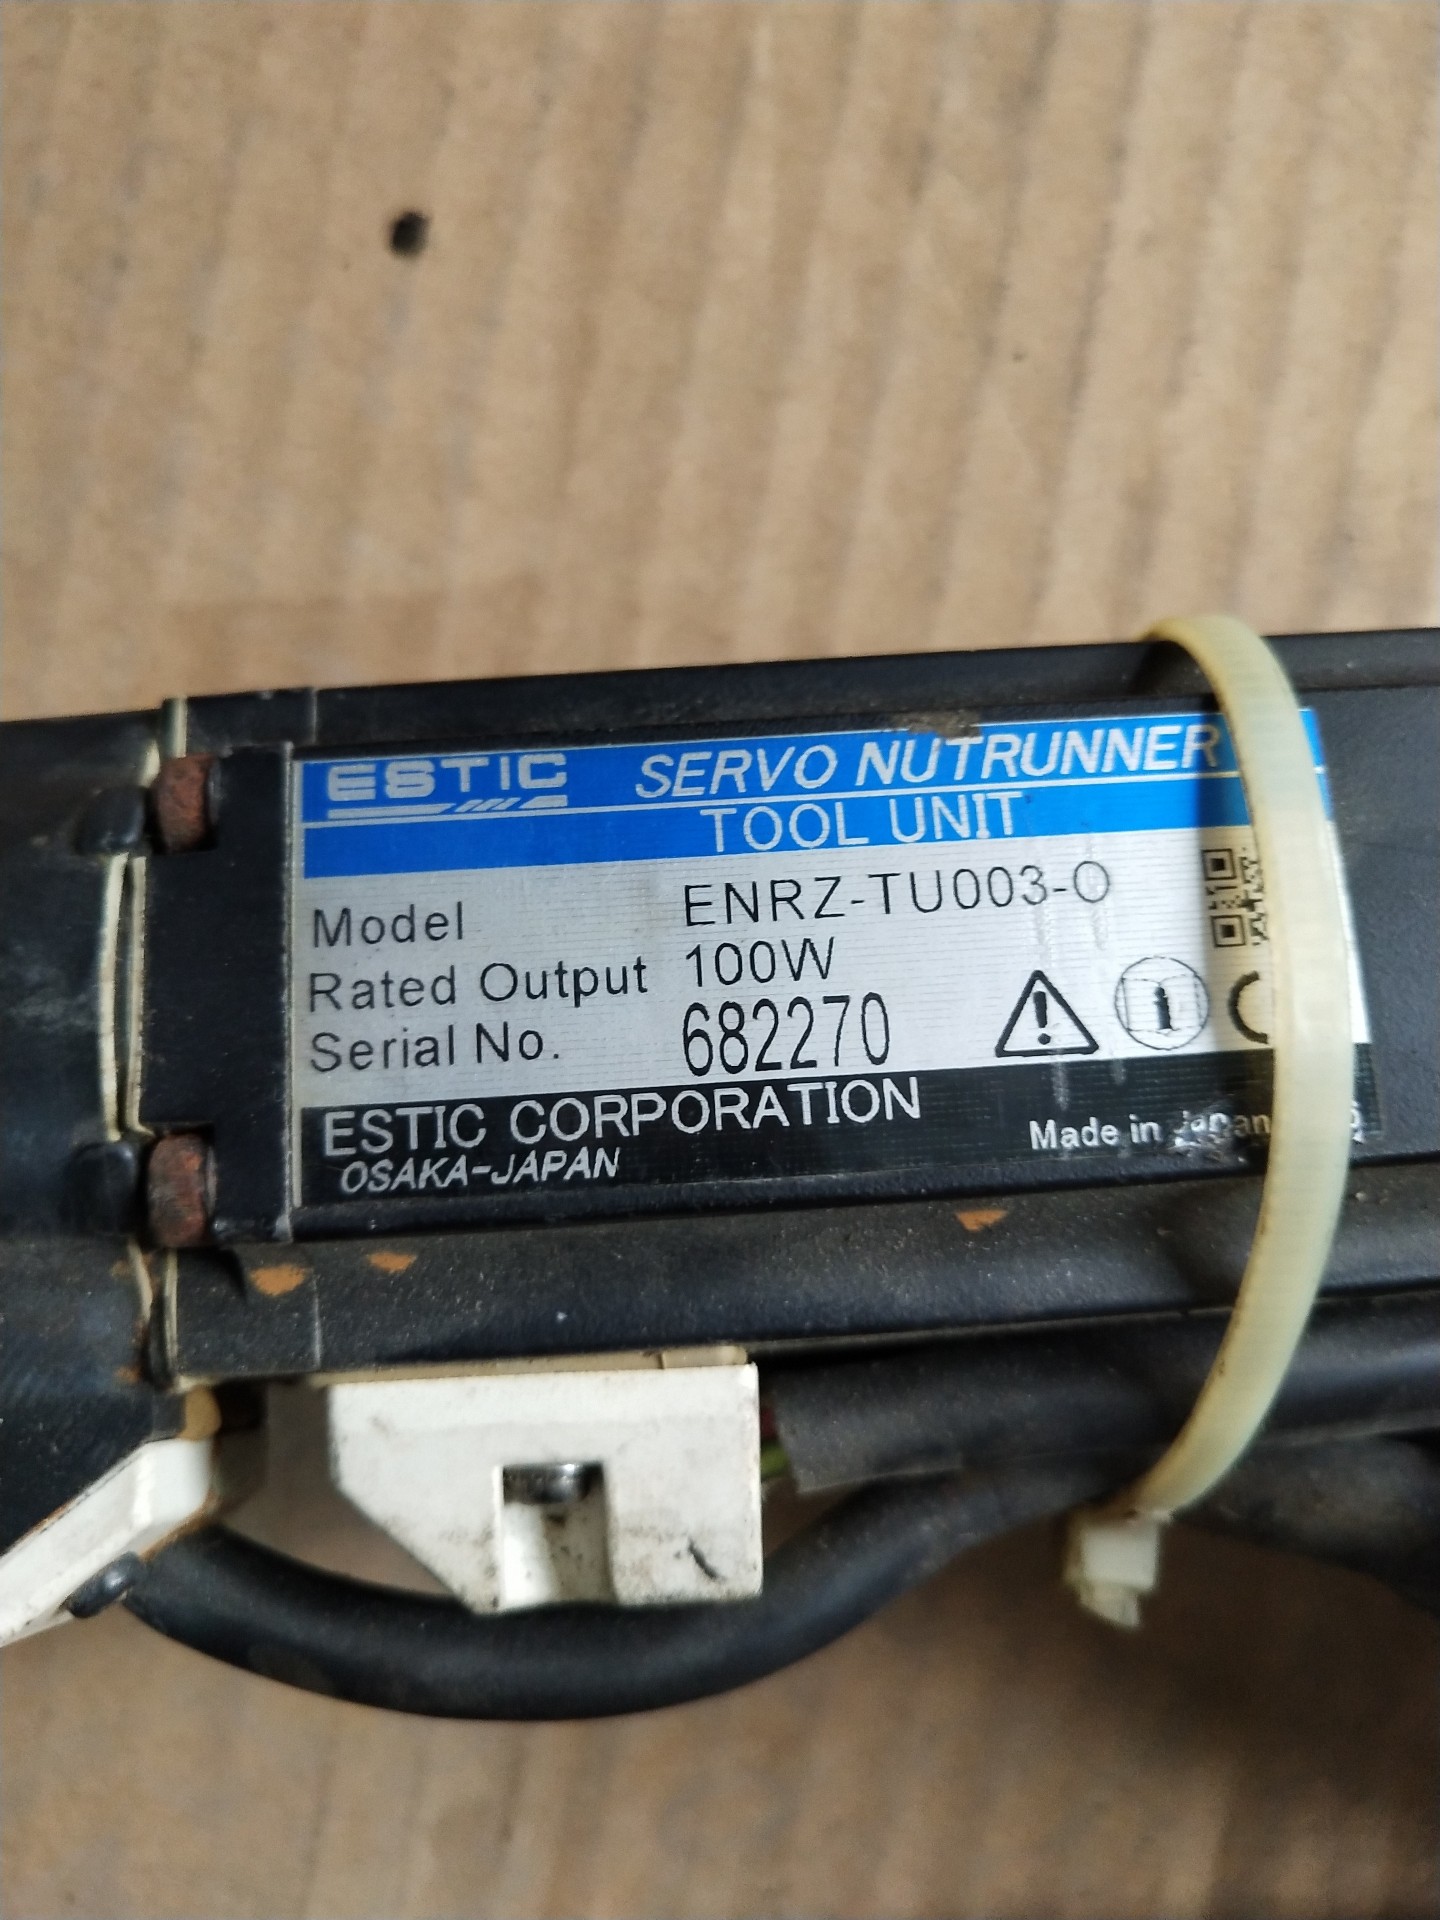 ESTIC SERVO NUTRUNNER
TOOL UNIT
Model ENRZ-TU003-O
Rated Output 100W
Serial No. 682270
ESTIC CORPORATION
OSAKA-JAPAN
Made in Japan